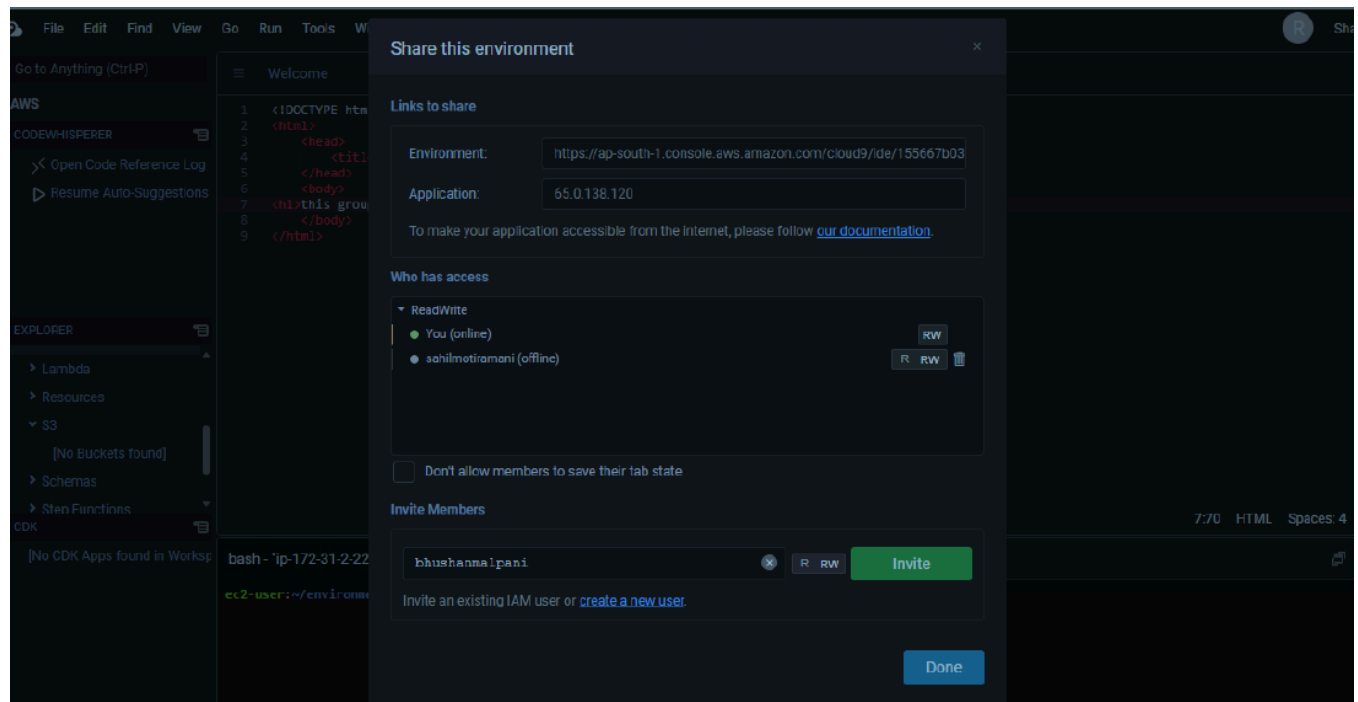 File Edit Find View Go Run Tools
Share this environment
×
R
Go to Anything (Ctrl-P)
Welcome
AWS
CODEWHISPERER
Open Code Reference Log
Resume Auto-Suggestions
1 <!DOCTYPE htm
2 <html>
3 <head>
4 <titl
5 </head>
6 <body>
7 <h1>this grou
8 </body>
9 </html>
Links to share
Environment: https://ap-south-1.console.aws.amazon.com/cloud9/ide/155667b03
Application: 65.0.138.120
To make your application accessible from the internet, please follow our documentation.
Who has access
ReadWrite
You (online) RW
sahilmotiramani (offline) R RW
Don't allow members to save their tab state
EXPLORER
Lambda
Resources
S3
[No Buckets found]
Schemas
Step Functions
CDK
[No CDK Apps found in Worksp
Invite Members
bhushanmalpani R RW Invite
Invite an existing IAM user or create a new user.
Done
7:70 HTML Spaces: 4
bash - "ip-172-31-2-22
ec2-user:~/environme